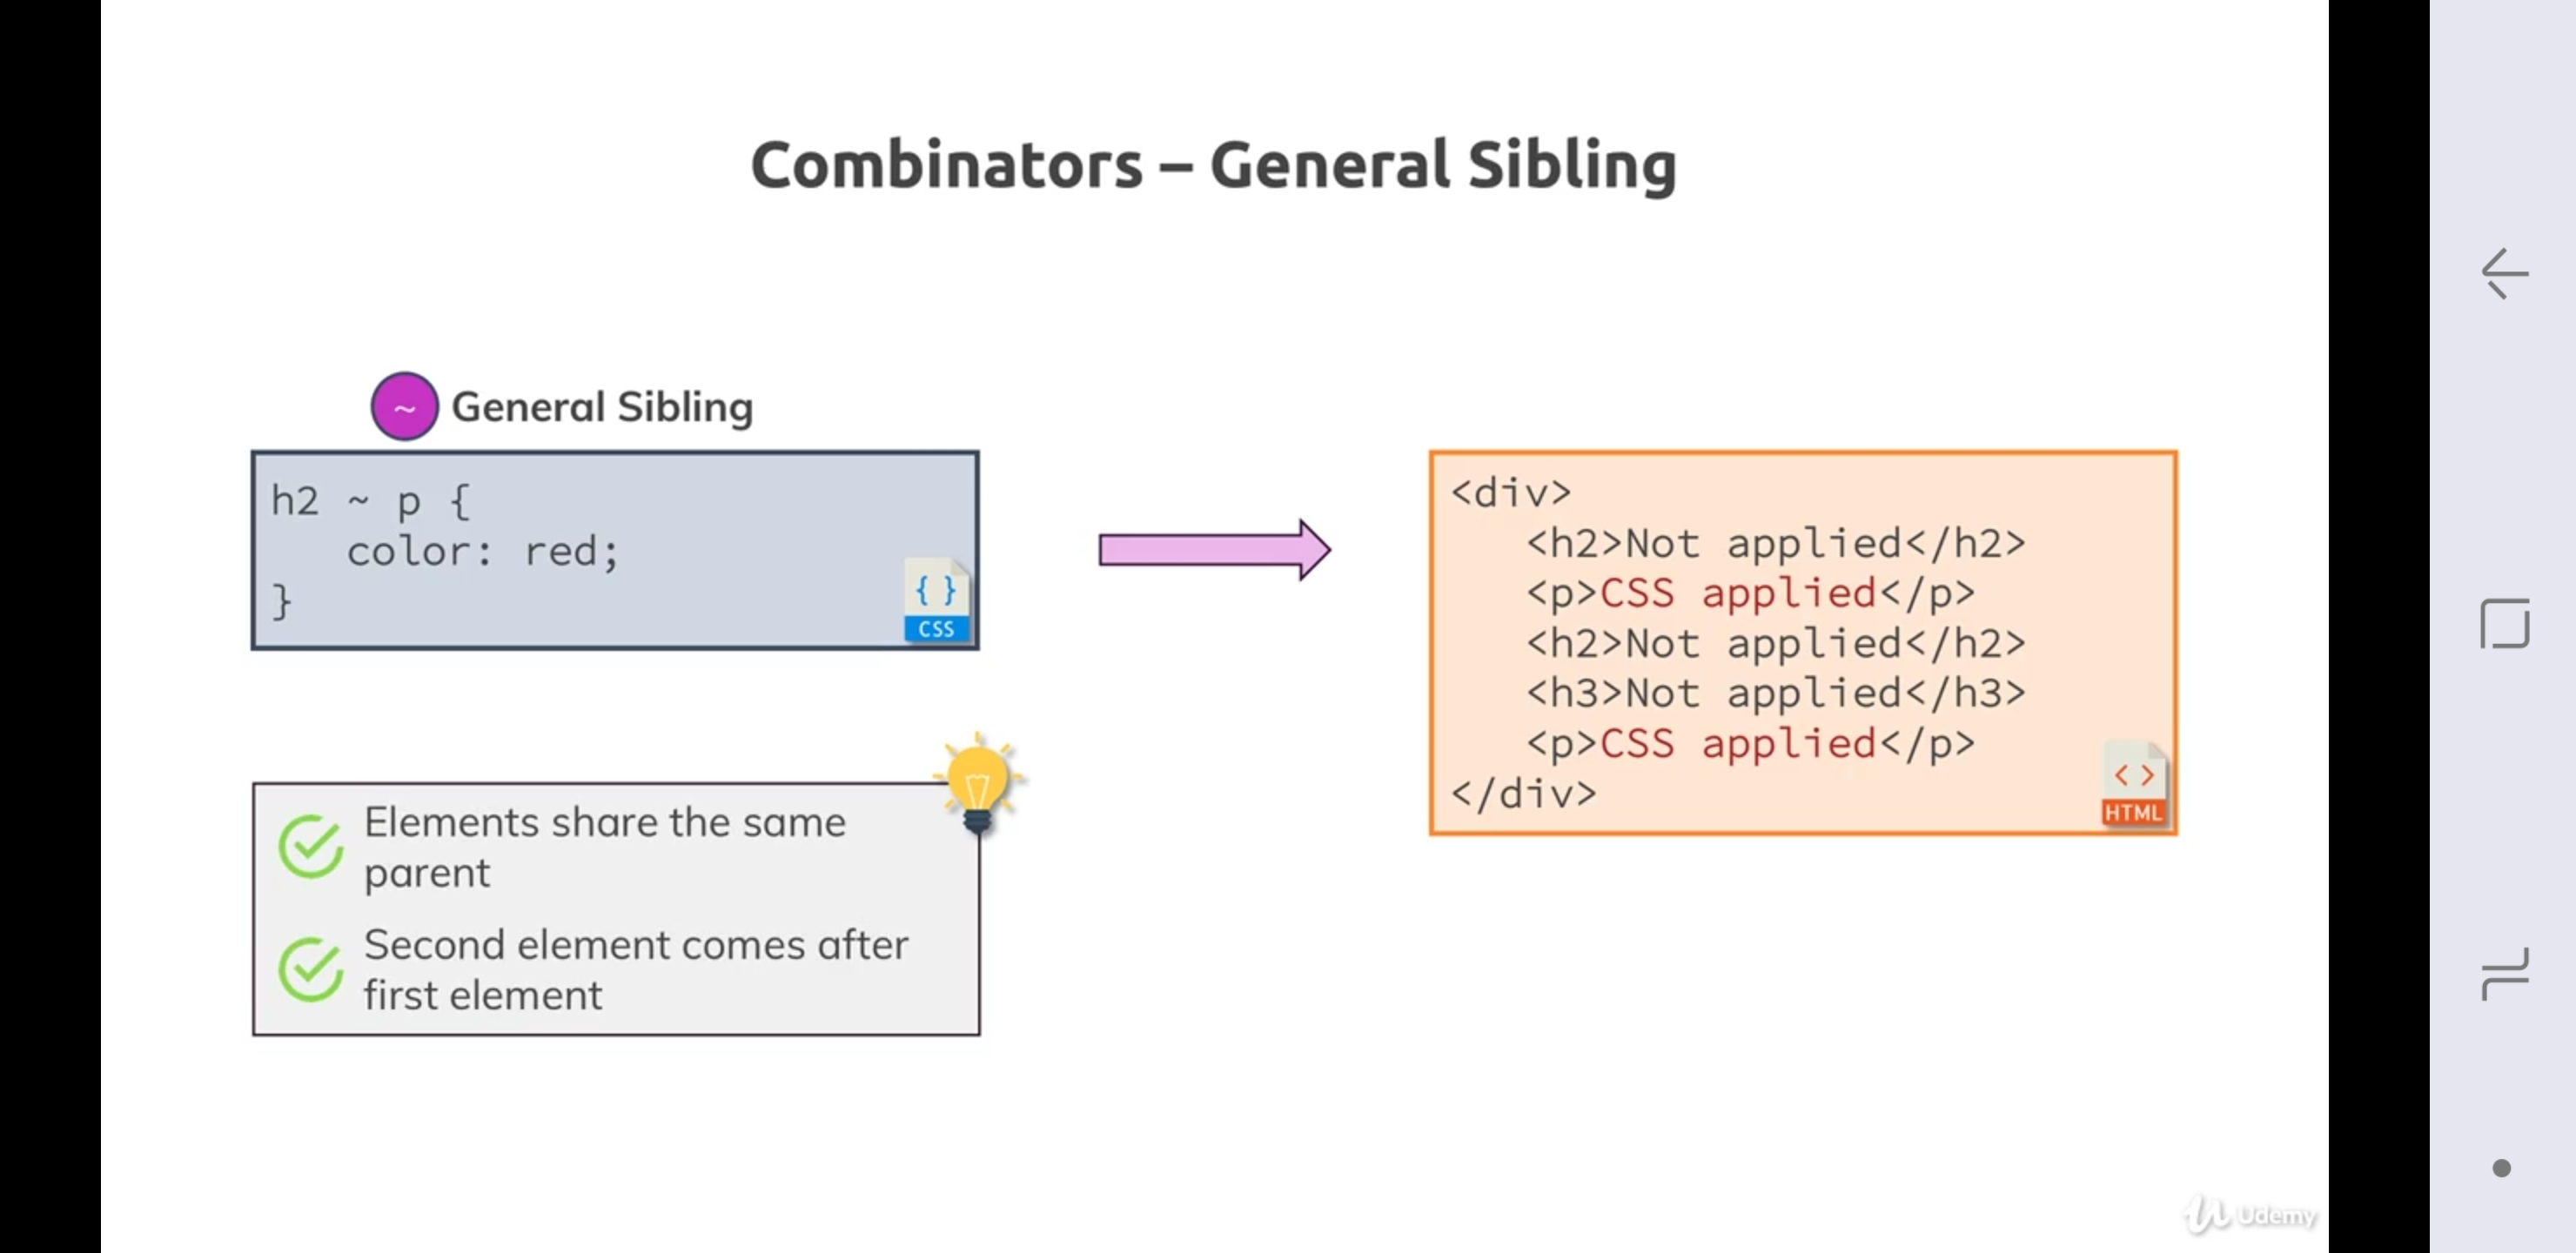 Combinators – General Sibling
~ General Sibling
h2 ~ p {
color: red;
}
{ }
CSS
Elements share the same
parent
Second element comes after
first element
<div>
<h2>Not applied</h2>
<p>CSS applied</p>
<h2>Not applied</h2>
<h3>Not applied</h3>
<p>CSS applied</p>
</div>
< >
HTML
Udemy